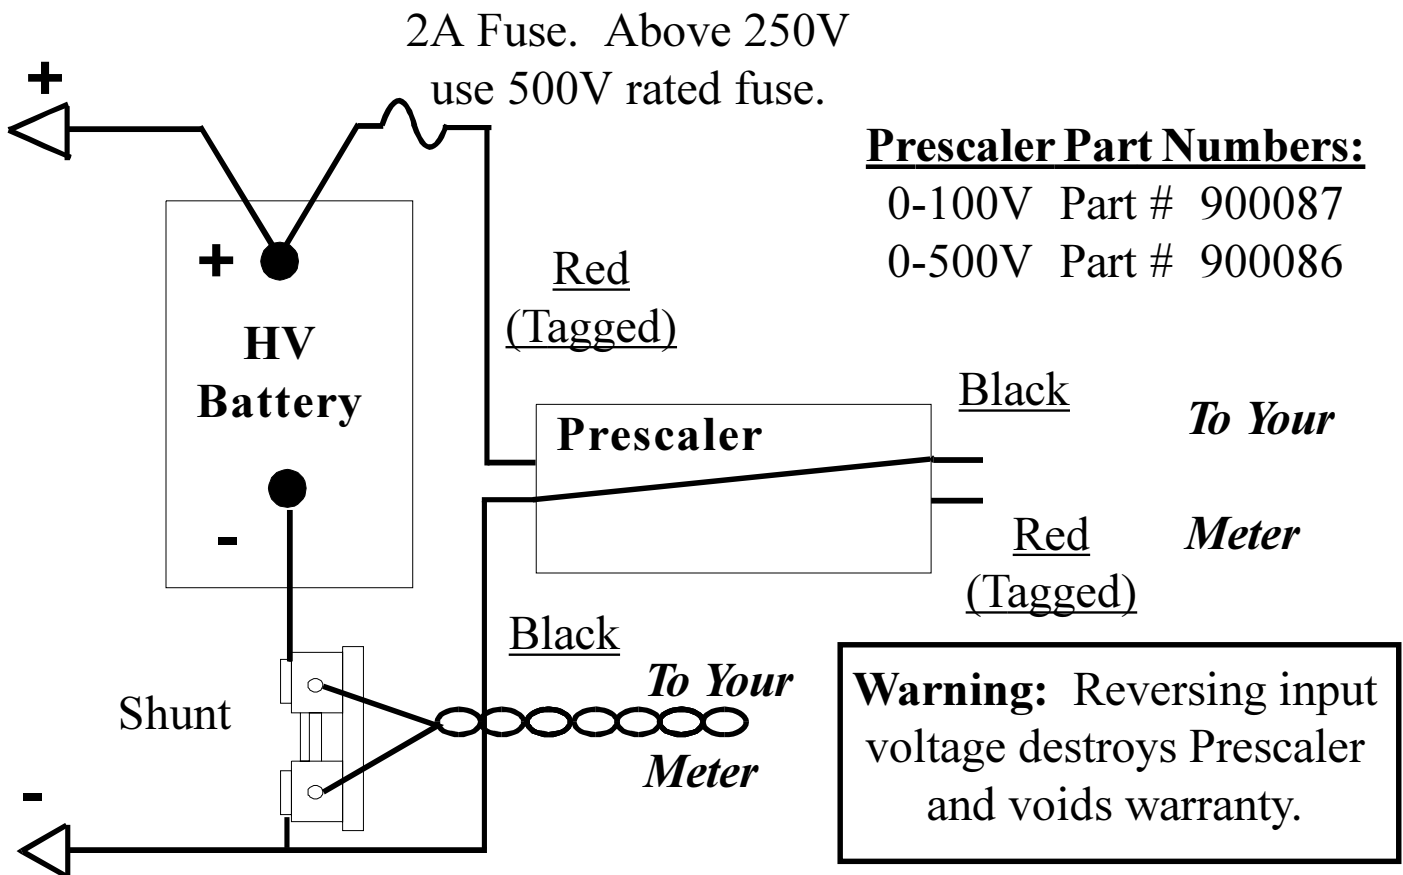 2A Fuse.  Above 250V
use 500V rated fuse.
+
Prescaler Part Numbers:
0-100V  Part #  900087
0-500V  Part #  900086
+
HV
Battery
-
Red
(Tagged)
Prescaler
Black
To Your
Meter
Red
(Tagged)
Black
To Your
Meter
Shunt
-
Warning:  Reversing input
voltage destroys Prescaler
and voids warranty.